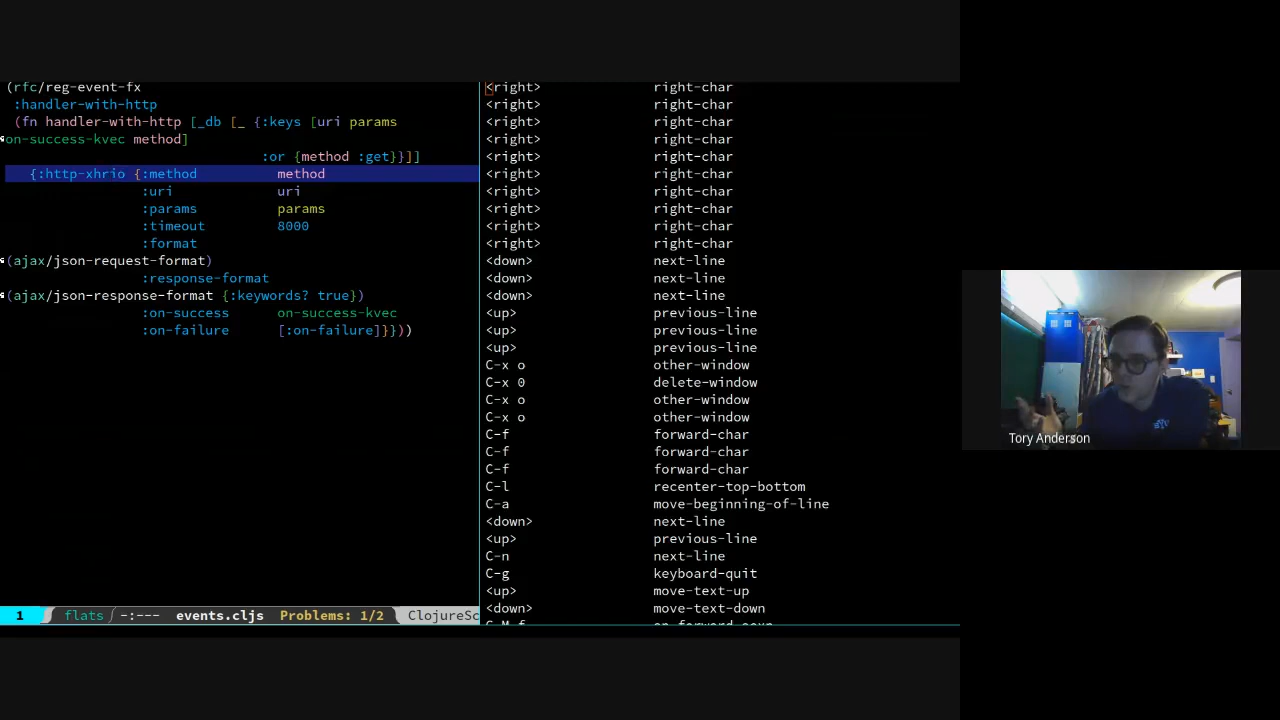 (rfc/reg-event-fx
:handler-with-http
(fn handler-with-http [_db [_ {:keys [uri params
on-success-kvec method]
:or {method :get}}]]
{:http-xhrio {:method method
:uri uri
:params params
:timeout 8000
:format
(ajax/json-request-format)
:response-format
(ajax/json-response-format {:keywords? true})
:on-success on-success-kvec
:on-failure [:on-failure]}}))
1 flats -:--- events.cljs Problems: 1/2 ClojureSc
<right> right-char
<right> right-char
<right> right-char
<right> right-char
<right> right-char
<right> right-char
<right> right-char
<right> right-char
<right> right-char
<right> right-char
<down> next-line
<down> next-line
<down> next-line
<up> previous-line
<up> previous-line
<up> previous-line
C-x o other-window
C-x 0 delete-window
C-x o other-window
C-x o other-window
C-f forward-char
C-f forward-char
C-f forward-char
C-l recenter-top-bottom
C-a move-beginning-of-line
<down> next-line
<up> previous-line
C-n next-line
C-g keyboard-quit
<up> move-text-up
<down> move-text-down
Tory Anderson